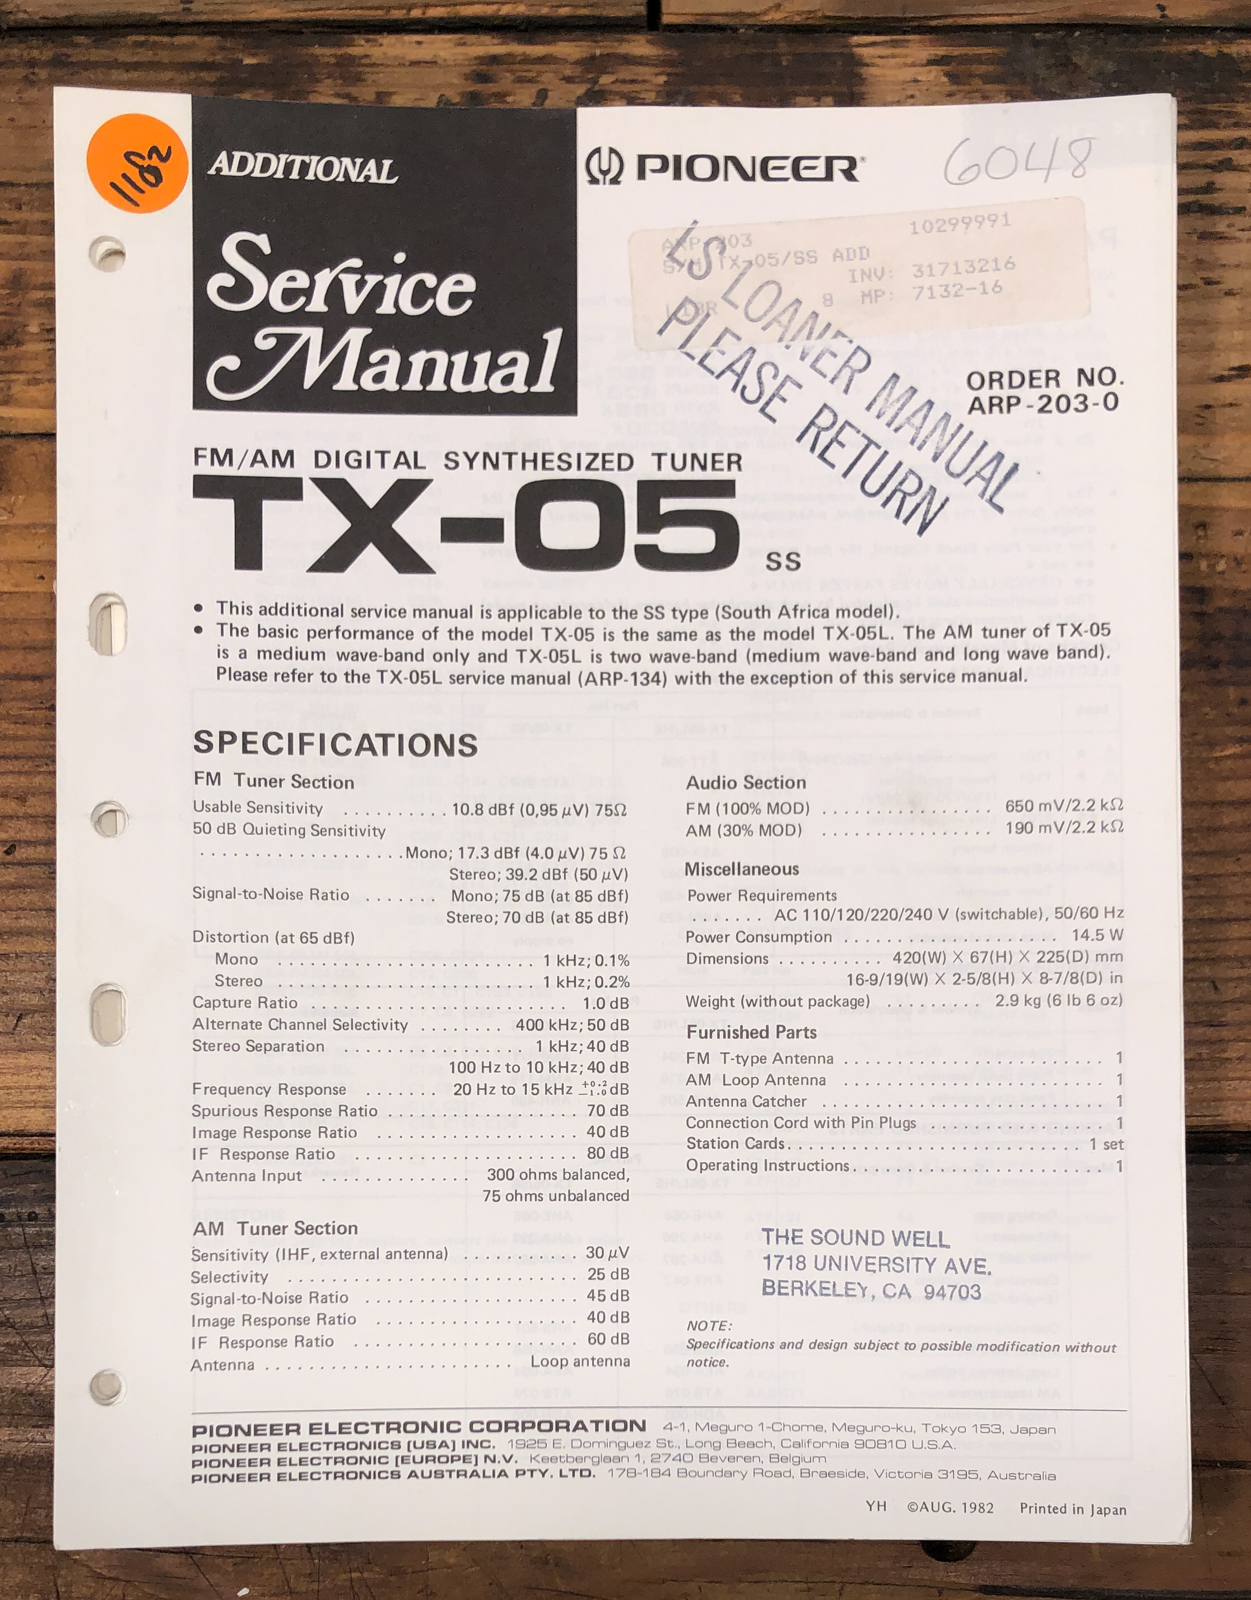 1182
ADDITIONAL
Service
Manual
PIONEER
6048
ARP-203 10299991
S/M TX-05/SS ADD
INV: 31713216
8 MP: 7132-16
LS LOANER MANUAL
PLEASE RETURN
ORDER NO.
ARP-203-0
FM/AM DIGITAL SYNTHESIZED TUNER
TX-05 SS
• This additional service manual is applicable to the SS type (South Africa model).
• The basic performance of the model TX-05 is the same as the model TX-05L. The AM tuner of TX-05
is a medium wave-band only and TX-05L is two wave-band (medium wave-band and long wave band).
Please refer to the TX-05L service manual (ARP-134) with the exception of this service manual.
SPECIFICATIONS
FM Tuner Section
Usable Sensitivity .......... 10.8 dBf (0,95 μV) 75Ω
50 dB Quieting Sensitivity
................... Mono; 17.3 dBf (4.0 μV) 75 Ω
Stereo; 39.2 dBf (50 μV)
Signal-to-Noise Ratio ....... Mono; 75 dB (at 85 dBf)
Stereo; 70 dB (at 85 dBf)
Distortion (at 65 dBf)
Mono ......................... 1 kHz; 0.1%
Stereo ......................... 1 kHz; 0.2%
Capture Ratio ........................ 1.0 dB
Alternate Channel Selectivity ........ 400 kHz; 50 dB
Stereo Separation ................. 1 kHz; 40 dB
100 Hz to 10 kHz; 40 dB
Frequency Response ....... 20 Hz to 15 kHz +0.2 −1.0 dB
Spurious Response Ratio ................. 70 dB
Image Response Ratio ................... 40 dB
IF Response Ratio ..................... 80 dB
Antenna Input .............. 300 ohms balanced,
75 ohms unbalanced
AM Tuner Section
Sensitivity (IHF, external antenna) .......... 30 μV
Selectivity ........................... 25 dB
Signal-to-Noise Ratio ................... 45 dB
Image Response Ratio ................... 40 dB
IF Response Ratio ..................... 60 dB
Antenna ....................... Loop antenna
Audio Section
FM (100% MOD) ................ 650 mV/2.2 kΩ
AM (30% MOD) ................ 190 mV/2.2 kΩ
Miscellaneous
Power Requirements
....... AC 110/120/220/240 V (switchable), 50/60 Hz
Power Consumption .................... 14.5 W
Dimensions .......... 420(W) X 67(H) X 225(D) mm
16-9/19(W) X 2-5/8(H) X 8-7/8(D) in
Weight (without package) ......... 2.9 kg (6 lb 6 oz)
Furnished Parts
FM T-type Antenna ........................ 1
AM Loop Antenna ........................ 1
Antenna Catcher .......................... 1
Connection Cord with Pin Plugs ................ 1
Station Cards............................ 1 set
Operating Instructions......................... 1
THE SOUND WELL
1718 UNIVERSITY AVE.
BERKELEY, CA 94703
NOTE:
Specifications and design subject to possible modification without
notice.
PIONEER ELECTRONIC CORPORATION 4-1, Meguro 1-Chome, Meguro-ku, Tokyo 153, Japan
PIONEER ELECTRONICS [USA] INC. 1925 E. Dominguez St., Long Beach, California 90810 U.S.A.
PIONEER ELECTRONIC [EUROPE] N.V. Keetberglaan 1, 2740 Beveren, Belgium
PIONEER ELECTRONICS AUSTRALIA PTY. LTD. 178-184 Boundary Road, Braeside, Victoria 3195, Australia
YH ©AUG. 1982 Printed in Japan